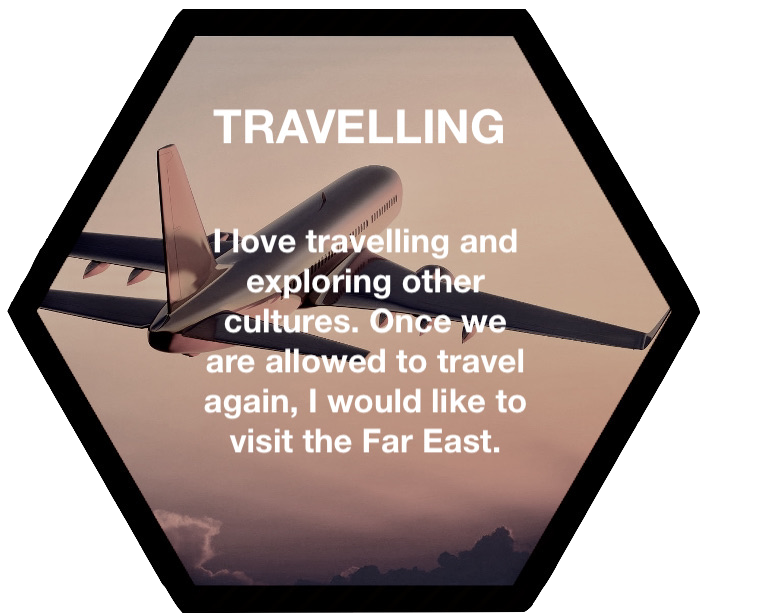 TRAVELLING
I love travelling and
exploring other
cultures. Once we
are allowed to travel
again, I would like to
visit the Far East.